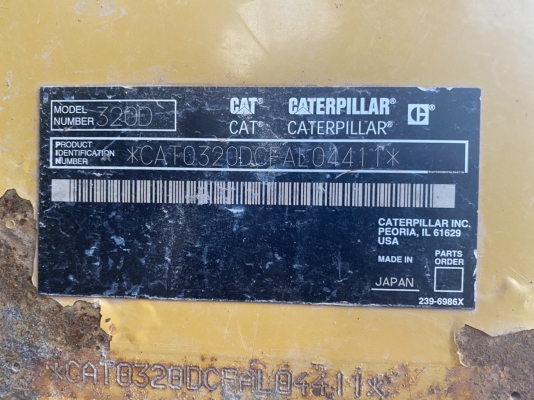 MODEL NUMBER 320D
CAT® CATERPILLAR® C
CAT® CATERPILLAR®
PRODUCT IDENTIFICATION NUMBER *CAT0320DCFAL04411*
CATERPILLAR INC.
PEORIA, IL 61629
USA
MADE IN
JAPAN
PARTS ORDER
239-6986X
*CAT0320DCFAL04411*